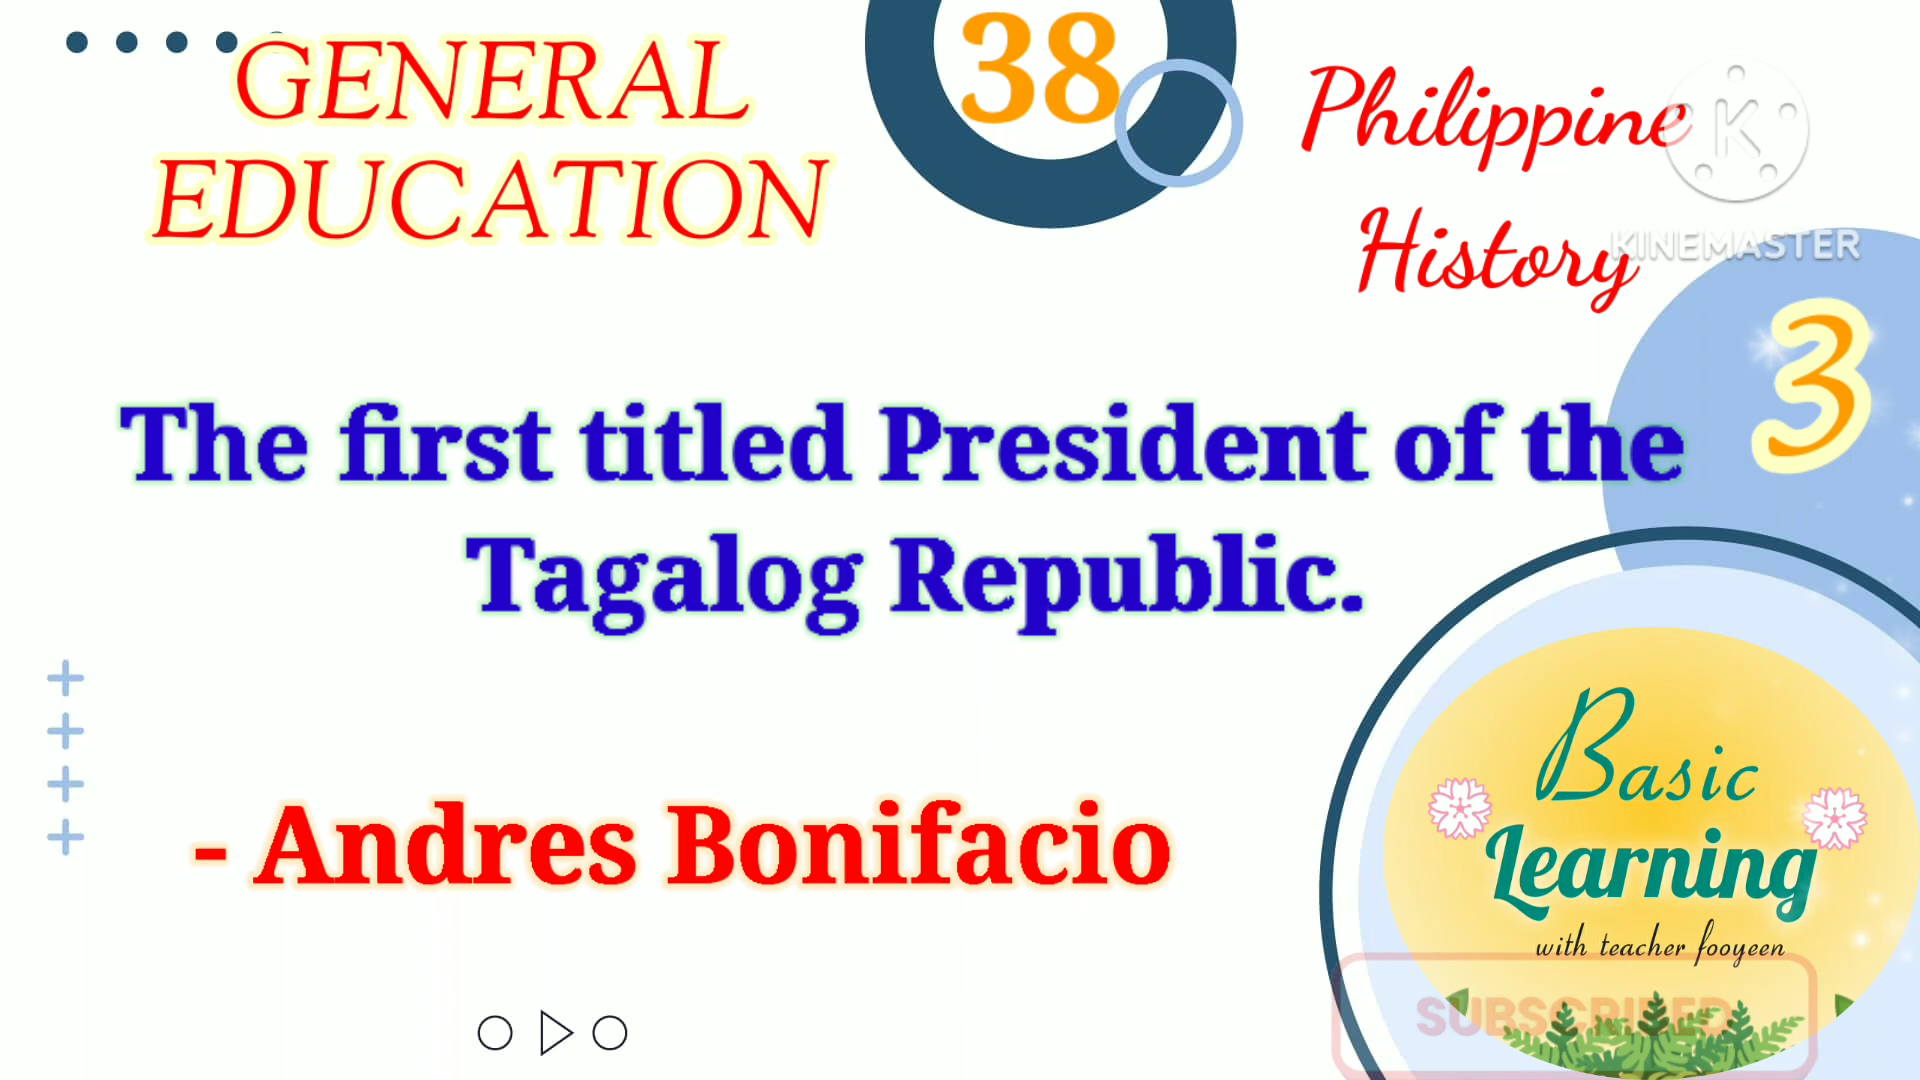 GENERAL
EDUCATION
38
Philippine
History
KINEMASTER
3
The first titled President of the
Tagalog Republic.
- Andres Bonifacio
Basic
Learning
with teacher fooyeen
SUBSCRIBED